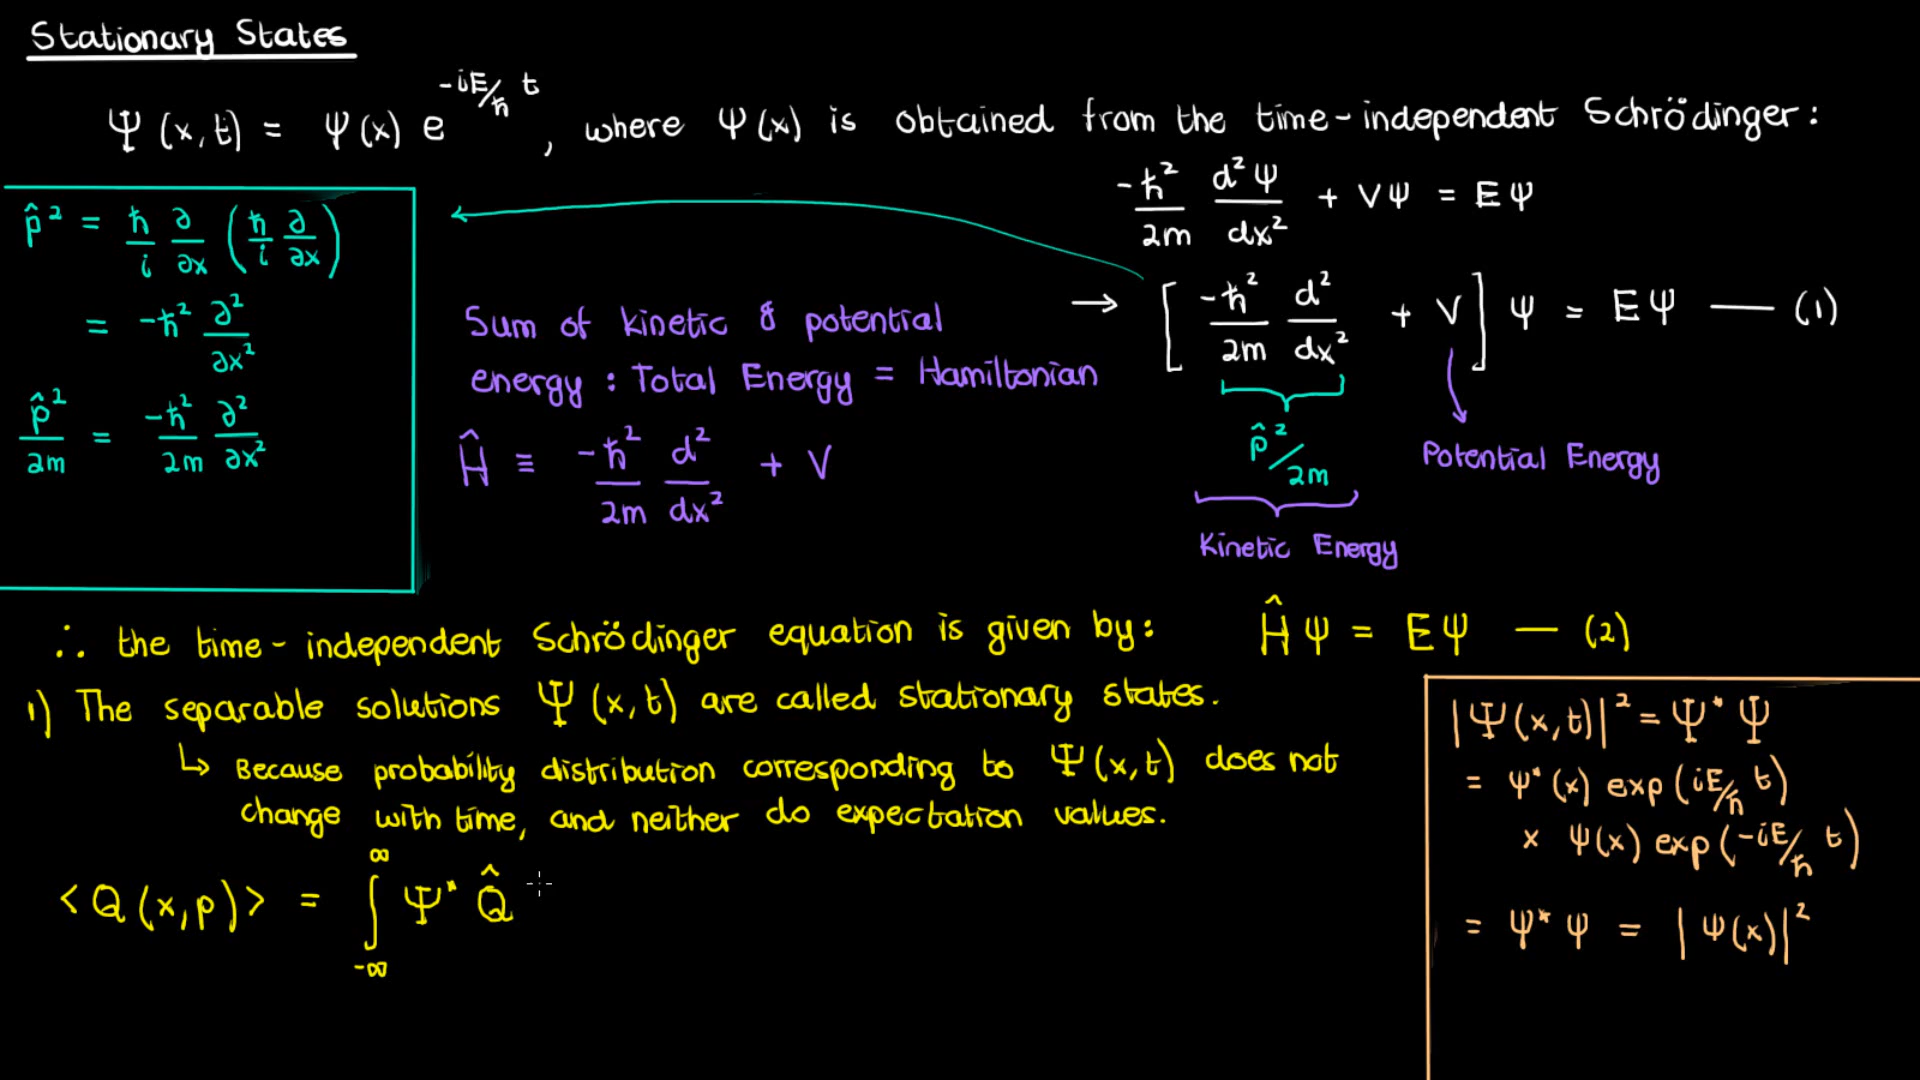 Stationary States
Ψ(x,t) = ψ(x) e^{-iE/ħ t}, where ψ(x) is obtained from the time-independent Schrödinger:
-ħ²/2m d²ψ/dx² + Vψ = Eψ
p̂² = ħ/i ∂/∂x (ħ/i ∂/∂x)
= -ħ² ∂²/∂x²
p̂²/2m = -ħ²/2m ∂²/∂x²
→ [-ħ²/2m d²/dx² + V] ψ = Eψ — (1)
p̂²/2m
Kinetic Energy
Potential Energy
Sum of kinetic & potential
energy : Total Energy = Hamiltonian
Ĥ ≡ -ħ²/2m d²/dx² + V
∴ the time-independent Schrödinger equation is given by: Ĥψ = Eψ — (2)
1) The separable solutions Ψ(x,t) are called stationary states.
↳ Because probability distribution corresponding to Ψ(x,t) does not
change with time, and neither do expectation values.
<Q(x,p)> = ∫_{-∞}^{∞} Ψ* Q̂
|Ψ(x,t)|² = Ψ* Ψ
= ψ*(x) exp(iE/ħ t)
× ψ(x) exp(-iE/ħ t)
= ψ* ψ = |ψ(x)|²